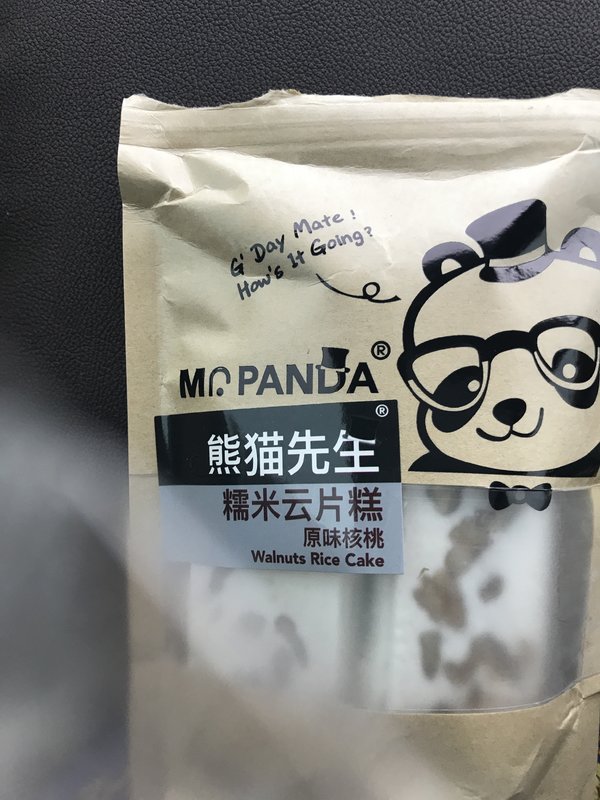 G'Day Mate!
How's It Going?
MR PANDA®
®
熊猫先生
糯米云片糕
原味核桃
Walnuts Rice Cake